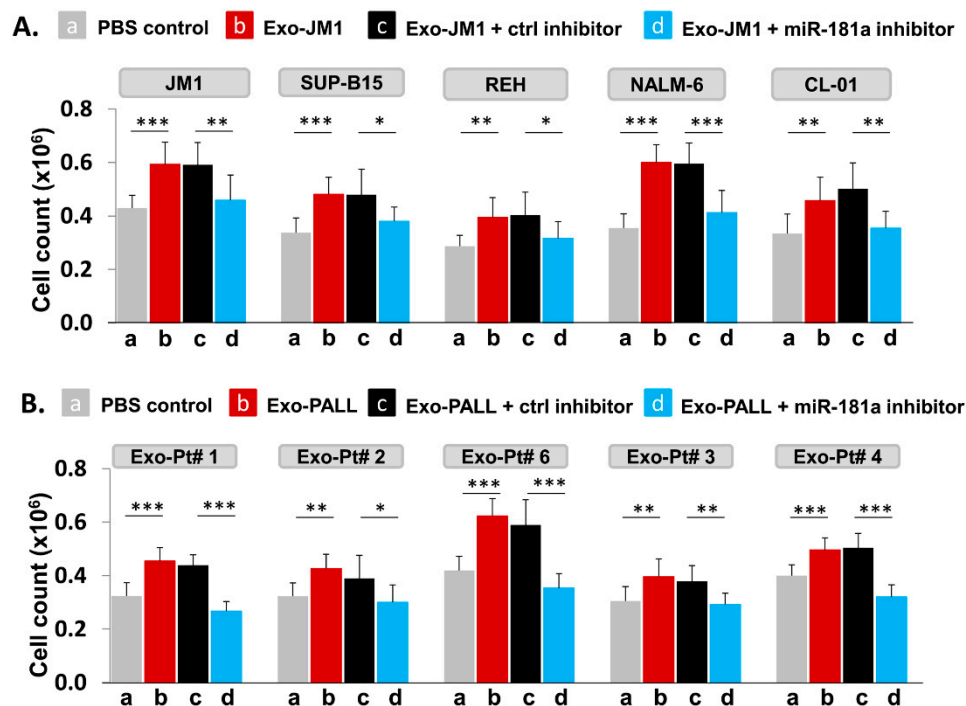 A. a PBS control b Exo-JM1 c Exo-JM1 + ctrl inhibitor d Exo-JM1 + miR-181a inhibitor
JM1 SUP-B15 REH NALM-6 CL-01
*** ** *** * ** * *** *** ** **
Cell count (x10⁶)
0.8
0.6
0.4
0.2
0.0
a b c d a b c d a b c d a b c d a b c d
B. a PBS control b Exo-PALL c Exo-PALL + ctrl inhibitor d Exo-PALL + miR-181a inhibitor
Exo-Pt# 1 Exo-Pt# 2 Exo-Pt# 6 Exo-Pt# 3 Exo-Pt# 4
*** *** ** * *** *** ** ** *** ***
Cell count (x10⁶)
0.8
0.6
0.4
0.2
0.0
a b c d a b c d a b c d a b c d a b c d